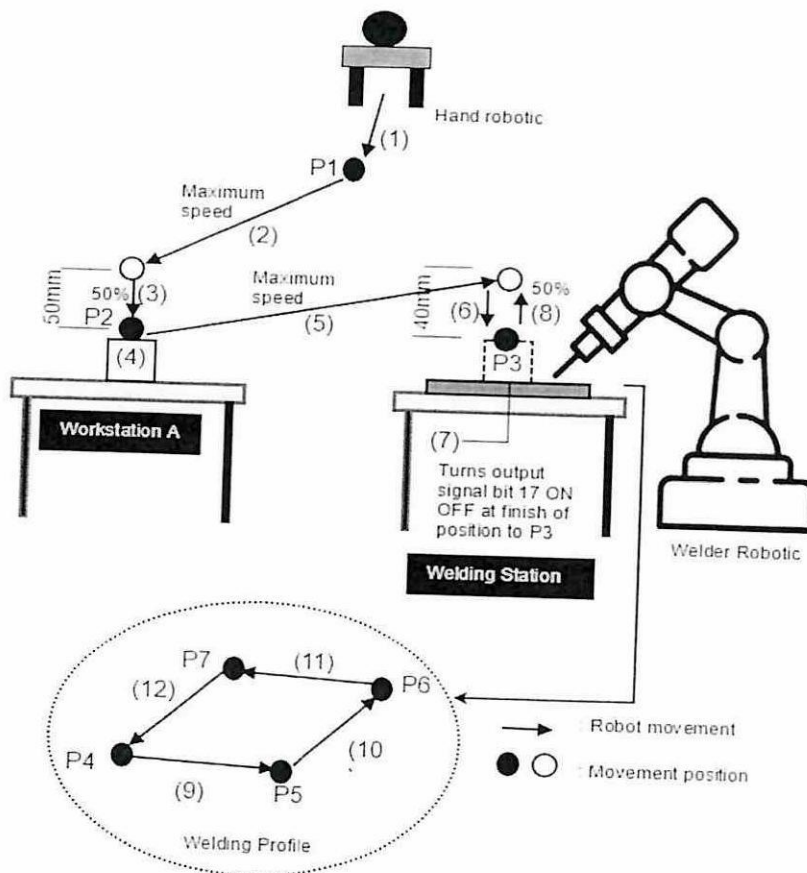 Hand robotic
(1)
P1
Maximum
speed
(2)
50mm
50%
(3)
P2
(4)
Maximum
speed
(5)
40mm
(6)
50%
(8)
P3
Workstation A
(7)
Turns output
signal bit 17 ON
OFF at finish of
position to P3
Welding Station
Welder Robotic
P7
(11)
P6
(12)
P4
(9)
P5
(10
Welding Profile
: Robot movement
: Movement position